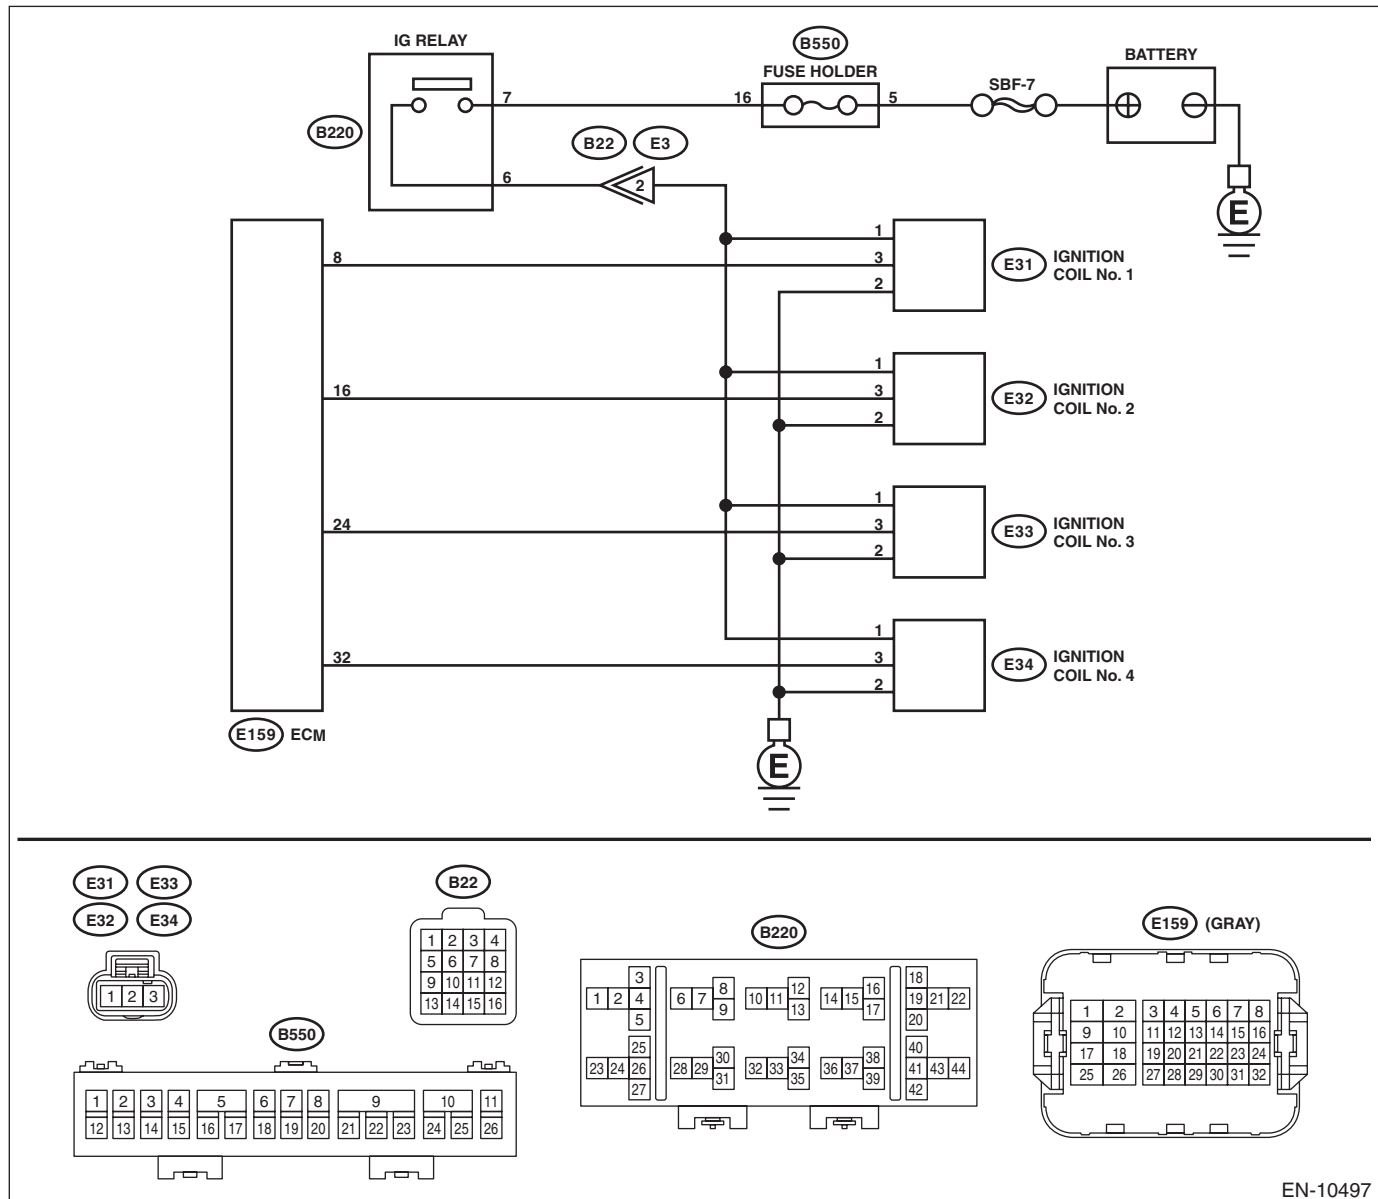 IG RELAY
B550
FUSE HOLDER
BATTERY
SBF-7
7
16
5
B220
B22
E3
6
2
E
8
1
3
2
E31
IGNITION
COIL No. 1
16
1
3
2
E32
IGNITION
COIL No. 2
24
1
3
2
E33
IGNITION
COIL No. 3
32
1
3
2
E34
IGNITION
COIL No. 4
E159 ECM
E
E31 E33
E32 E34
1 2 3
B22
1 2 3 4
5 6 7 8
9 10 11 12
13 14 15 16
B550
1 2 3 4 5 6 7 8 9 10 11
12 13 14 15 16 17 18 19 20 21 22 23 24 25 26
B220
3 8 12 16 18
1 2 4 6 7 10 11 14 15 19 21 22
5 9 13 17 20
25 30 34 38 40
23 24 26 28 29 32 33 36 37 41 43 44
27 31 35 39 42
E159 (GRAY)
1 2 3 4 5 6 7 8
9 10 11 12 13 14 15 16
17 18 19 20 21 22 23 24
25 26 27 28 29 30 31 32
EN-10497